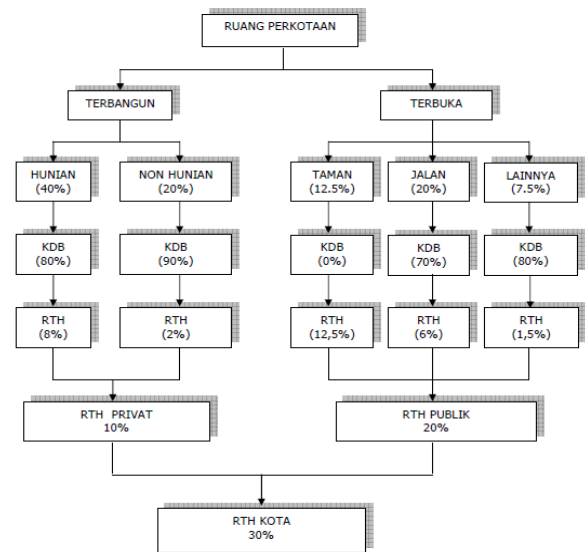 RUANG PERKOTAAN
TERBANGUN
TERBUKA
HUNIAN
(40%)
NON HUNIAN
(20%)
TAMAN
(12.5%)
JALAN
(20%)
LAINNYA
(7.5%)
KDB
(80%)
KDB
(90%)
KDB
(0%)
KDB
(70%)
KDB
(80%)
RTH
(8%)
RTH
(2%)
RTH
(12,5%)
RTH
(6%)
RTH
(1,5%)
RTH PRIVAT
10%
RTH PUBLIK
20%
RTH KOTA
30%